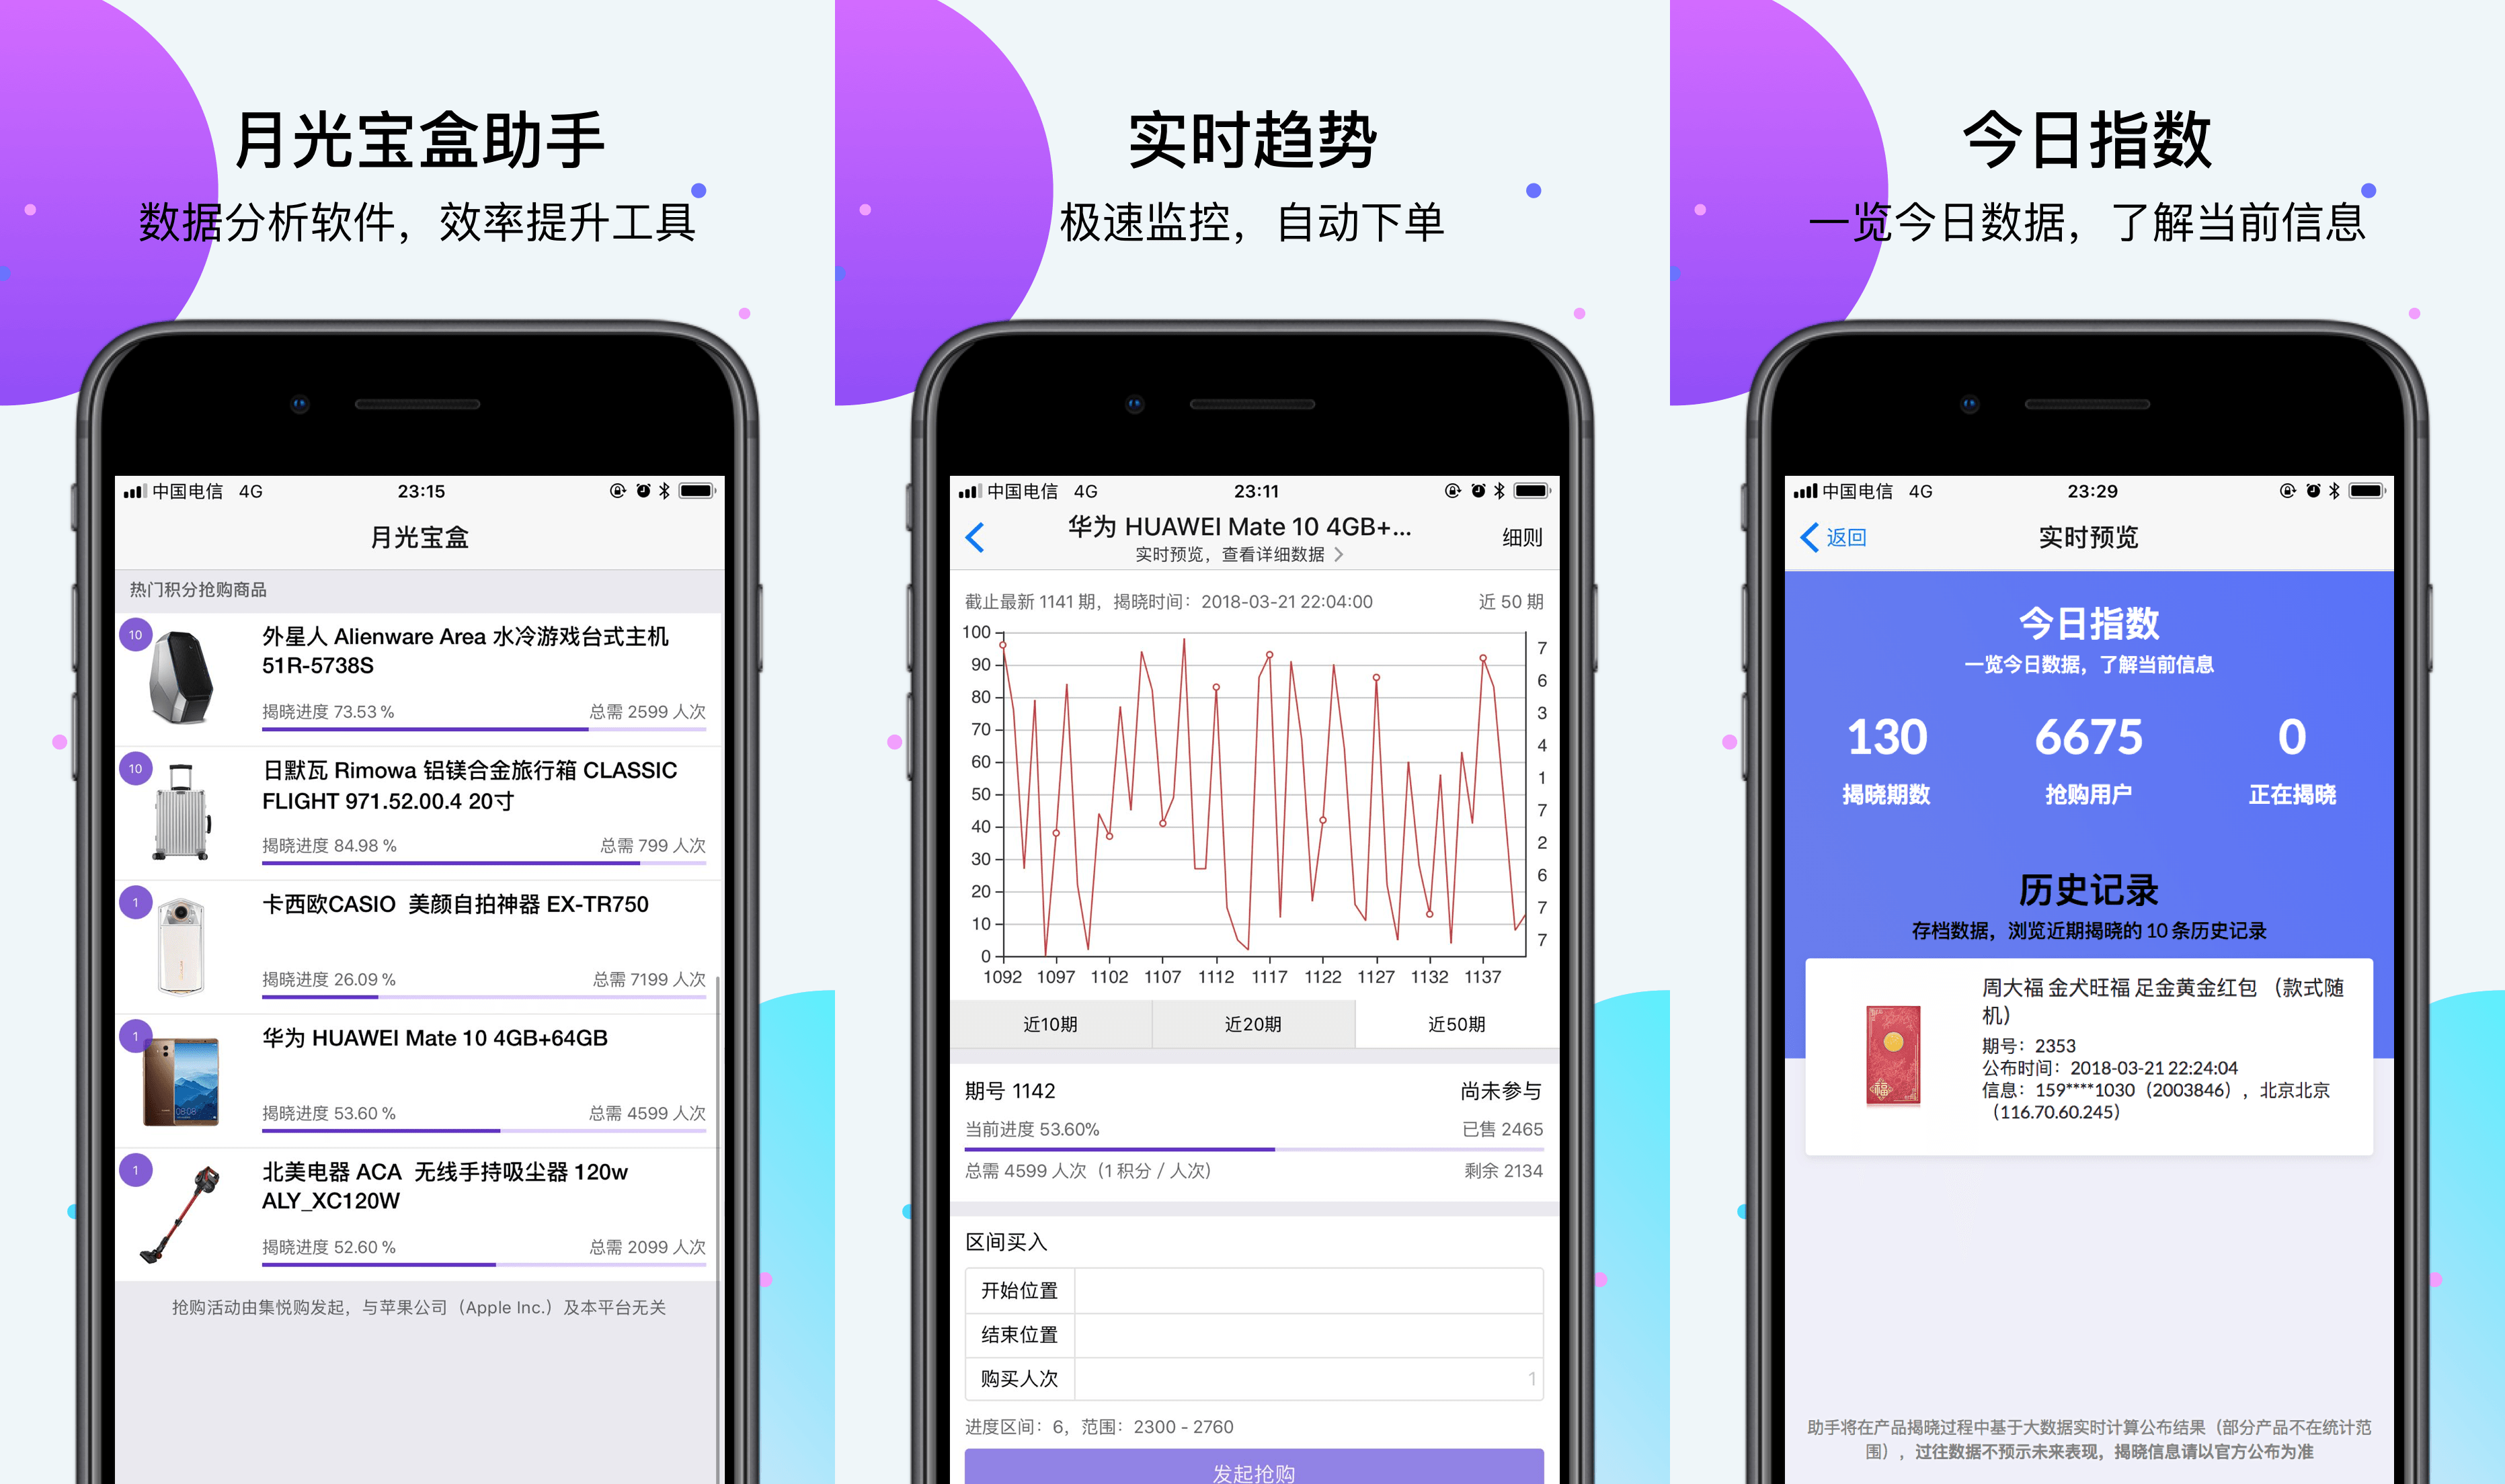 月光宝盒助手
数据分析软件，效率提升工具
中国电信 4G 23:15
月光宝盒
热门积分抢购商品
10
外星人 Alienware Area 水冷游戏台式主机
51R-5738S
揭晓进度 73.53 % 总需 2599 人次
10
日默瓦 Rimowa 铝镁合金旅行箱 CLASSIC
FLIGHT 971.52.00.4 20寸
揭晓进度 84.98 % 总需 799 人次
1
卡西欧CASIO 美颜自拍神器 EX-TR750
揭晓进度 26.09 % 总需 7199 人次
1
华为 HUAWEI Mate 10 4GB+64GB
08:08
揭晓进度 53.60 % 总需 4599 人次
1
北美电器 ACA 无线手持吸尘器 120w
ALY_XC120W
揭晓进度 52.60 % 总需 2099 人次
抢购活动由集悦购发起，与苹果公司（Apple Inc.）及本平台无关
实时趋势
极速监控，自动下单
中国电信 4G 23:11
华为 HUAWEI Mate 10 4GB+...
细则
实时预览，查看详细数据
截止最新 1141 期，揭晓时间：2018-03-21 22:04:00 近 50 期
100
90
80
70
60
50
40
30
20
10
0
7
6
3
4
1
7
2
6
7
7
1092 1097 1102 1107 1112 1117 1122 1127 1132 1137
近10期 近20期 近50期
期号 1142 尚未参与
当前进度 53.60% 已售 2465
总需 4599 人次（1 积分 / 人次） 剩余 2134
区间买入
开始位置
结束位置
购买人次 1
进度区间：6，范围：2300 - 2760
发起抢购
今日指数
一览今日数据，了解当前信息
中国电信 4G 23:29
返回 实时预览
今日指数
一览今日数据，了解当前信息
130 6675 0
揭晓期数 抢购用户 正在揭晓
历史记录
存档数据，浏览近期揭晓的 10 条历史记录
福
周大福 金犬旺福 足金黄金红包 （款式随
机）
期号：2353
公布时间：2018-03-21 22:24:04
信息：159****1030（2003846），北京北京
（116.70.60.245）
助手将在产品揭晓过程中基于大数据实时计算公布结果（部分产品不在统计范
围），过往数据不预示未来表现，揭晓信息请以官方公布为准